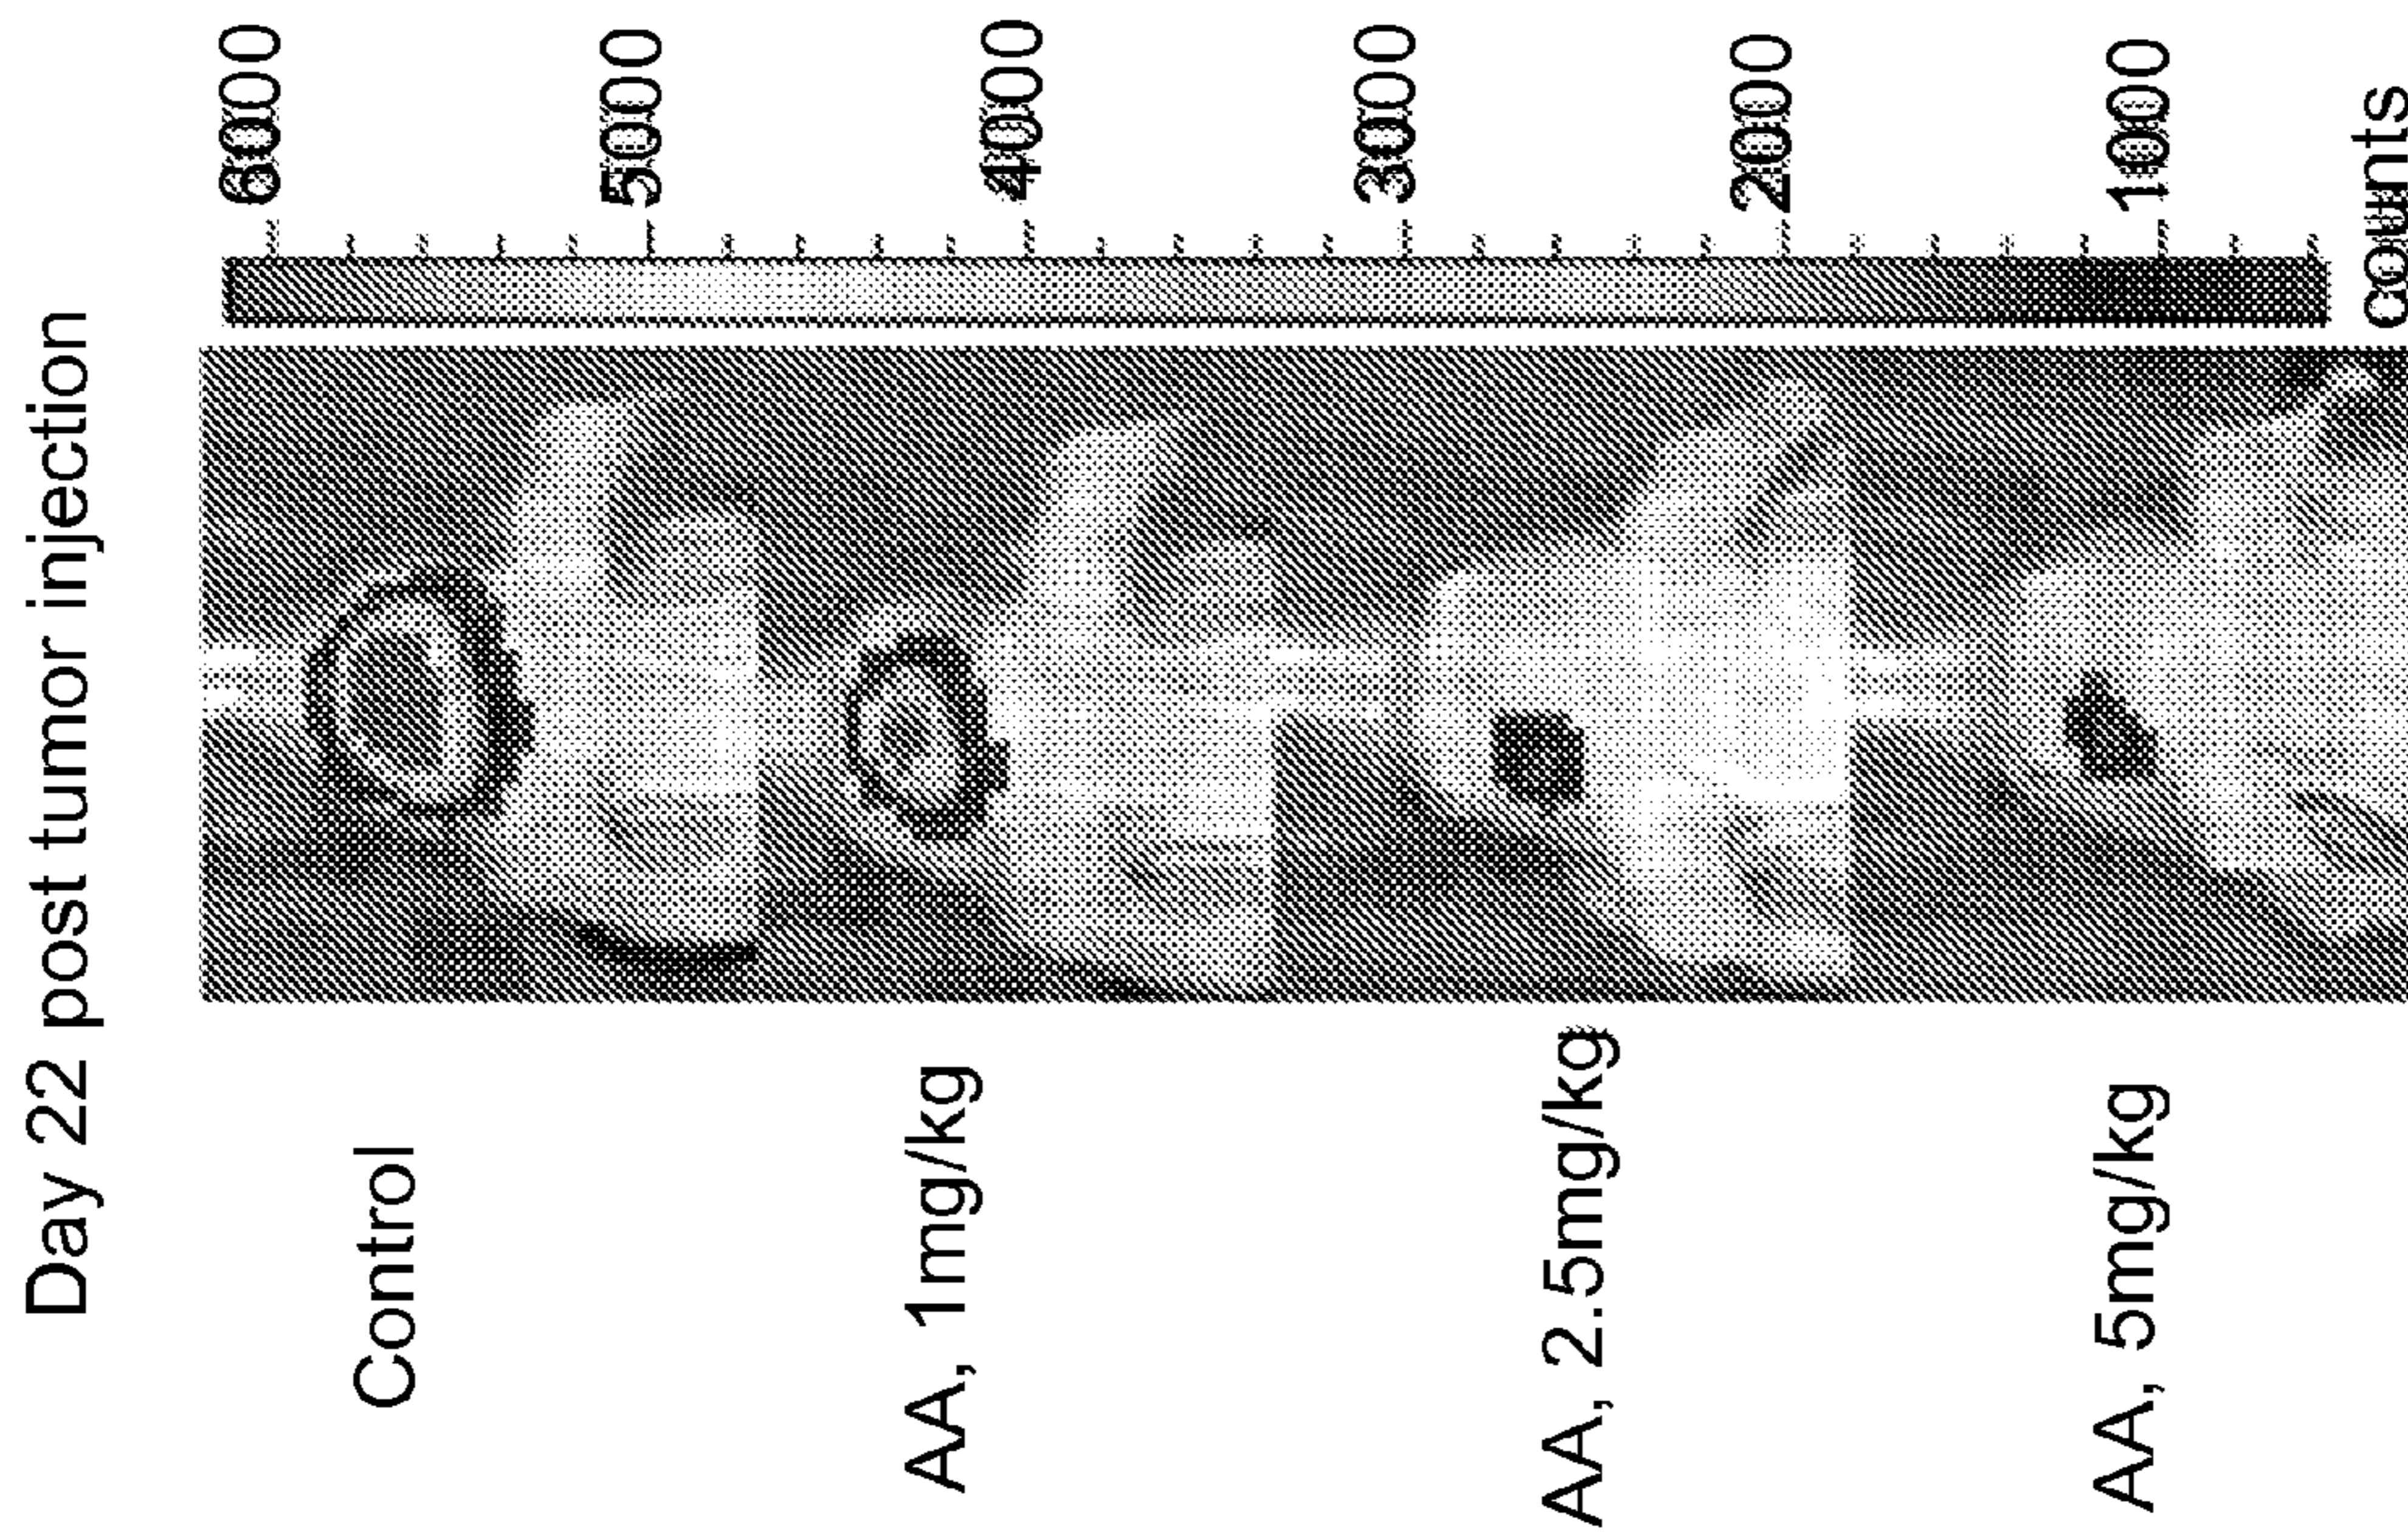 Day 22 post tumor injection
Control
AA, 1mg/kg
AA, 2.5mg/kg
AA, 5mg/kg
6000
5000
4000
3000
2000
1000
counts